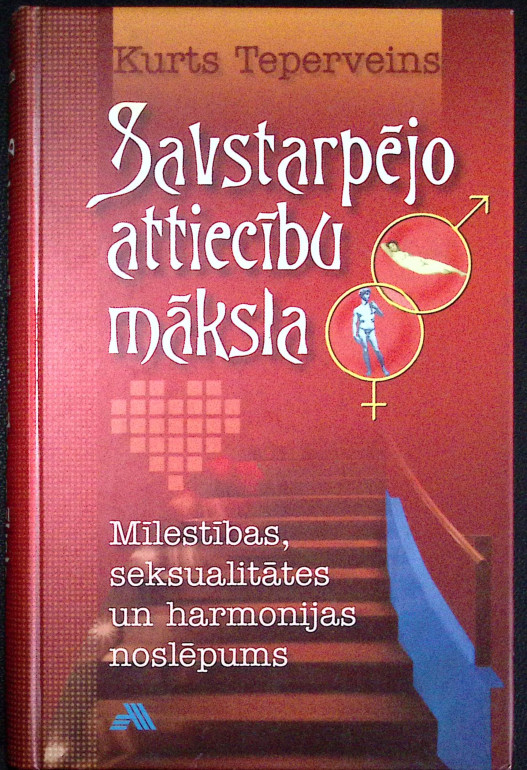 Kurts Teperveins
Savstarpējo
attiecību
māksla
Mīlestības,
seksualitātes
un harmonijas
noslēpums